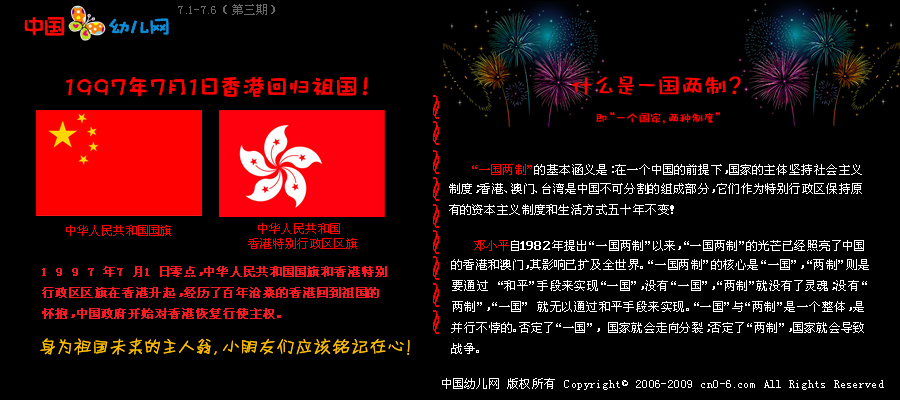 中国幼儿网
7.1-7.6（第三期）
1997年7月1日香港回归祖国！
中华人民共和国国旗
中华人民共和国
香港特别行政区区旗
1 9 9 7 年7 月1 日零点,中华人民共和国国旗和香港特别
行政区区旗在香港升起,经历了百年沧桑的香港回到祖国的
怀抱,中国政府开始对香港恢复行使主权。
身为祖国未来的主人翁,小朋友们应该铭记在心!
什么是一国两制?
即"一个国家,两种制度"
“一国两制”的基本涵义是:在一个中国的前提下,国家的主体坚持社会主义
制度;香港、澳门、台湾是中国不可分割的组成部分,它们作为特别行政区保持原
有的资本主义制度和生活方式五十年不变!
邓小平自1982年提出“一国两制”以来,“一国两制”的光芒已经照亮了中国
的香港和澳门,其影响已扩及全世界。“一国两制”的核心是“一国”,“两制”则是
要通过 “和平”手段来实现“一国”,没有“一国”,“两制”就没有了灵魂;没有“
两制”,“一国” 就无以通过和平手段来实现。“一国”与“两制”是一个整体,是
并行不悖的。否定了“一国”, 国家就会走向分裂;否定了“两制”,国家就会导致
战争。
中国幼儿网 版权所有 Copyright© 2006-2009 cn0-6.com All Rights Reserved